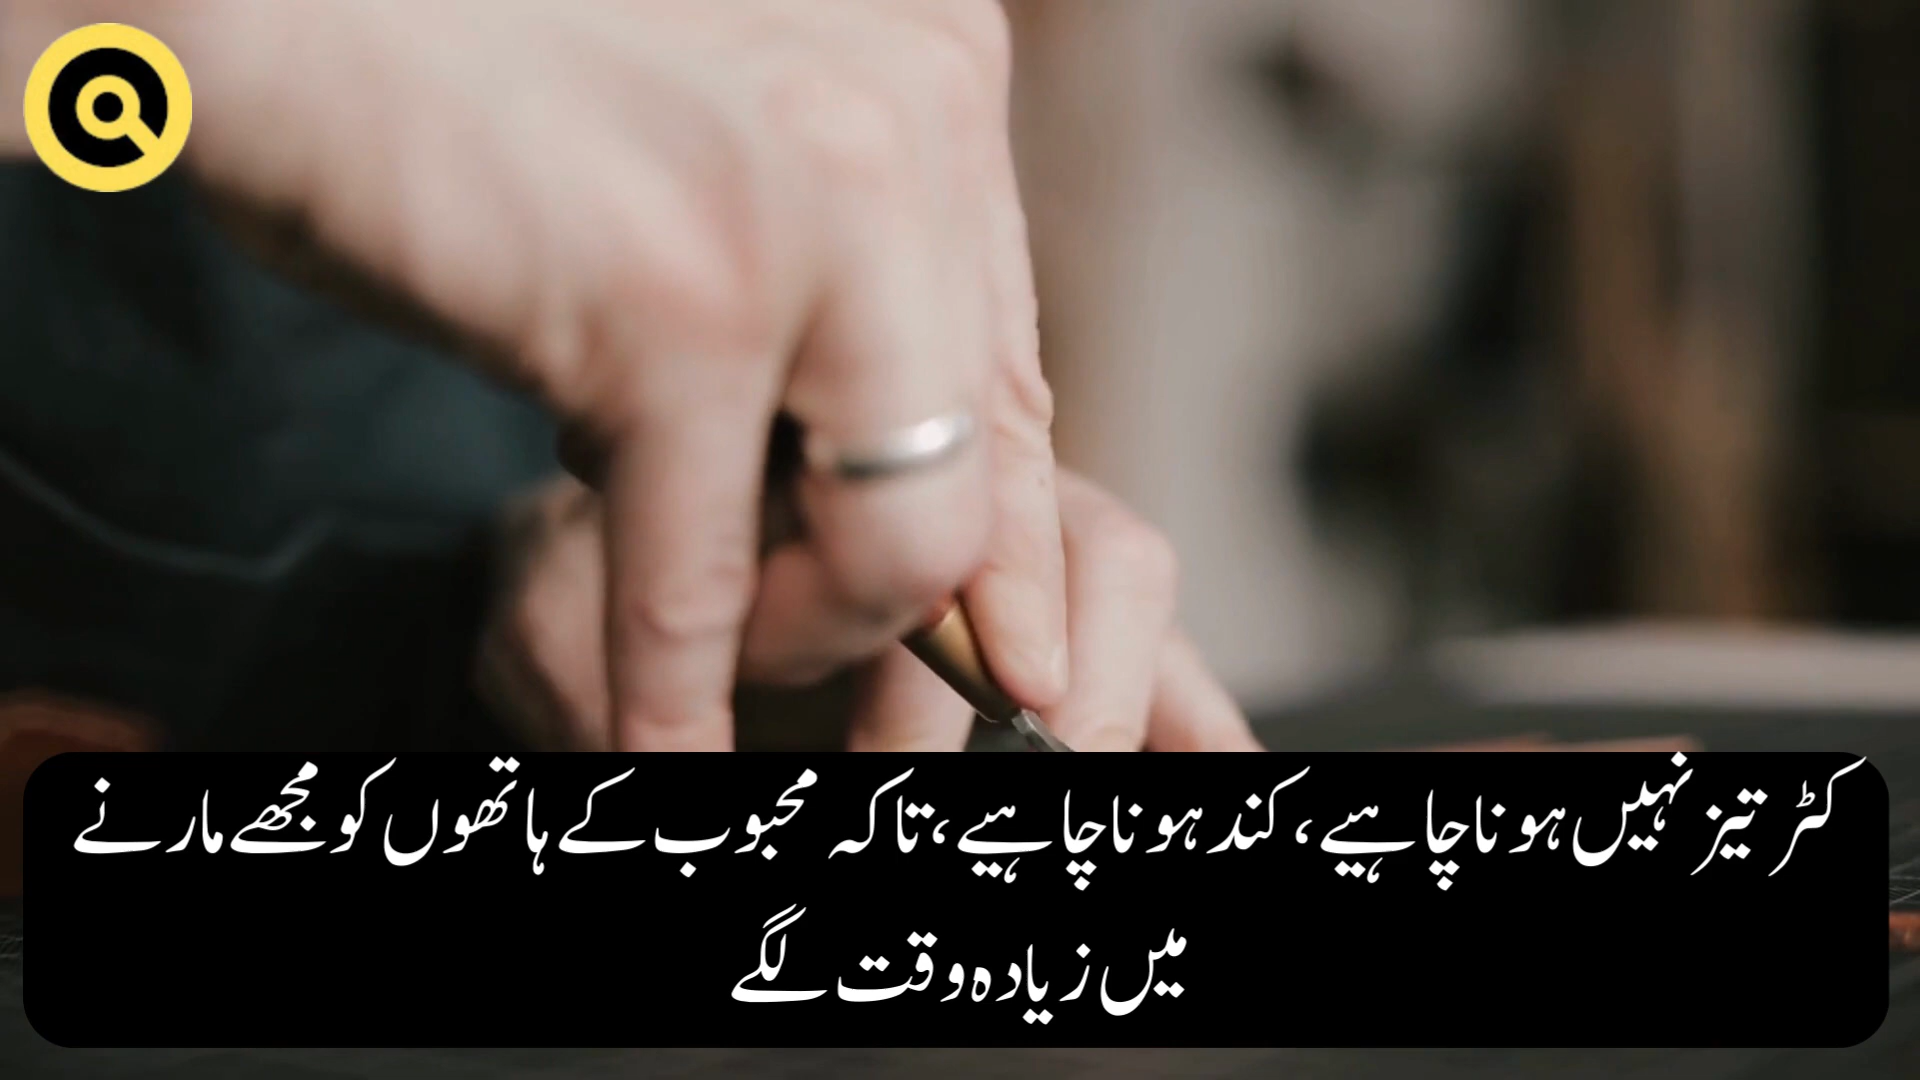 کٹر تیز نہیں ہونا چاہیے، کند ہونا چاہیے، تاکہ محبوب کے ہاتھوں کو مجھے مارنے
میں زیادہ وقت لگے